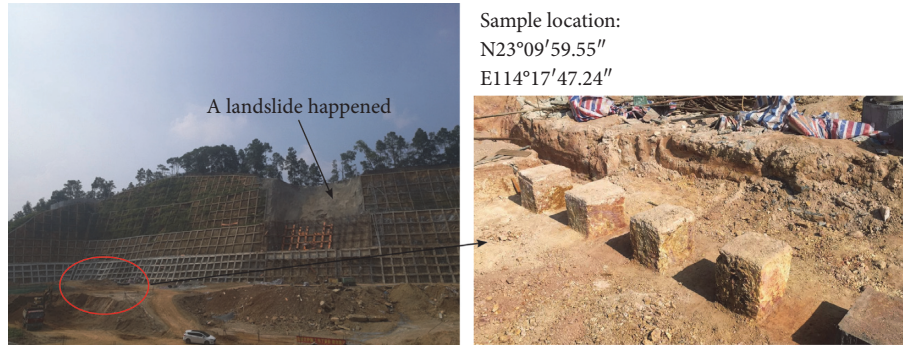 A landslide happened
Sample location:
N23°09′59.55″
E114°17′47.24″